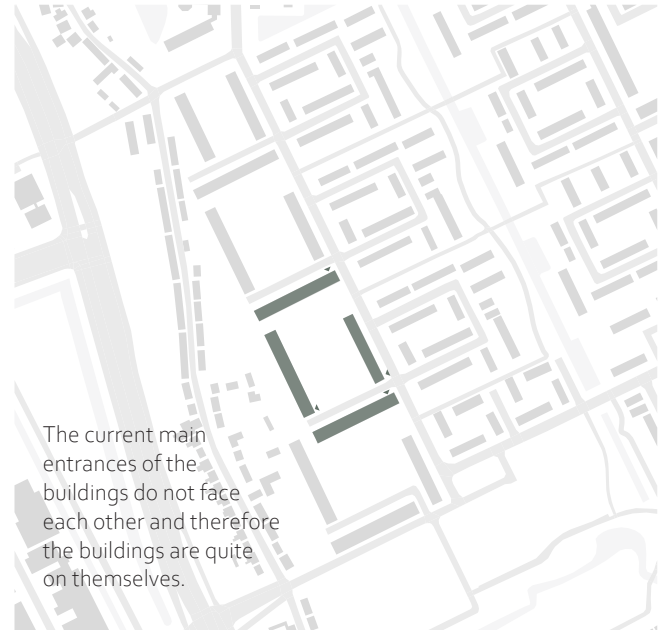 The current main
entrances of the
buildings do not face
each other and therefore
the buildings are quite
on themselves.